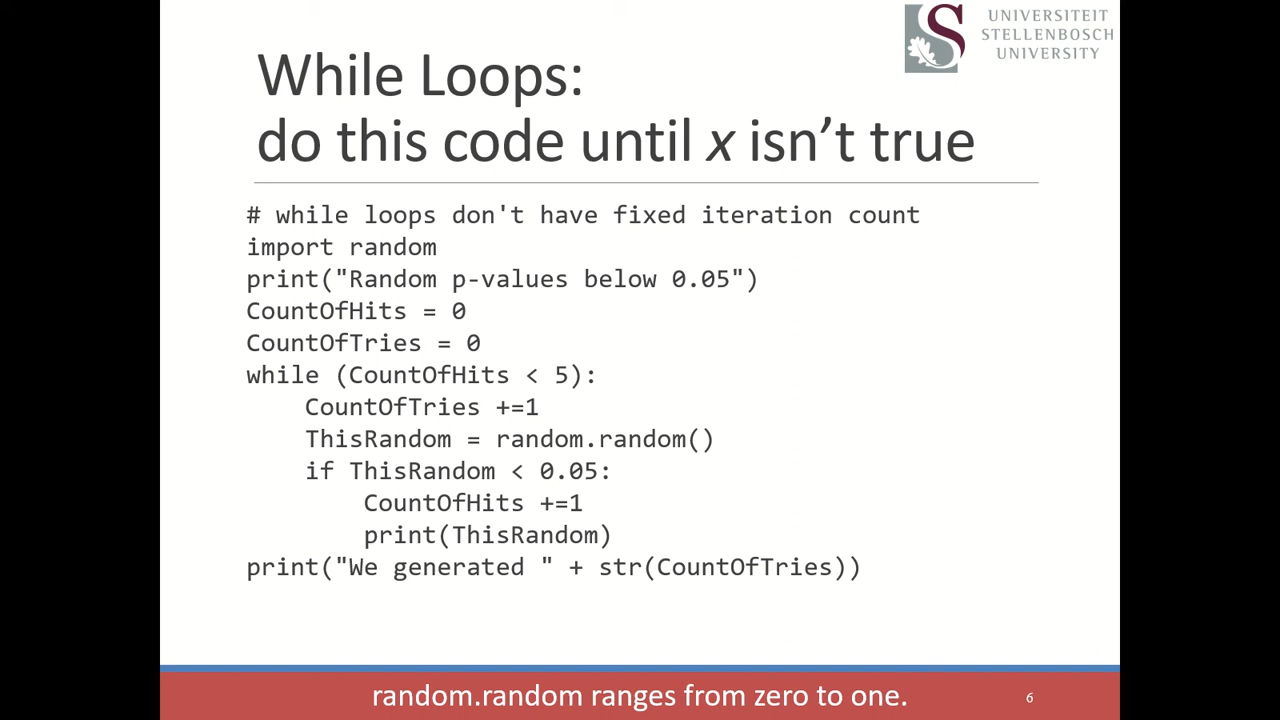 UNIVERSITEIT
STELLENBOSCH
UNIVERSITY
While Loops:
do this code until x isn’t true
# while loops don't have fixed iteration count
import random
print("Random p-values below 0.05")
CountOfHits = 0
CountOfTries = 0
while (CountOfHits < 5):
    CountOfTries +=1
    ThisRandom = random.random()
    if ThisRandom < 0.05:
        CountOfHits +=1
        print(ThisRandom)
print("We generated " + str(CountOfTries))
random.random ranges from zero to one.
6